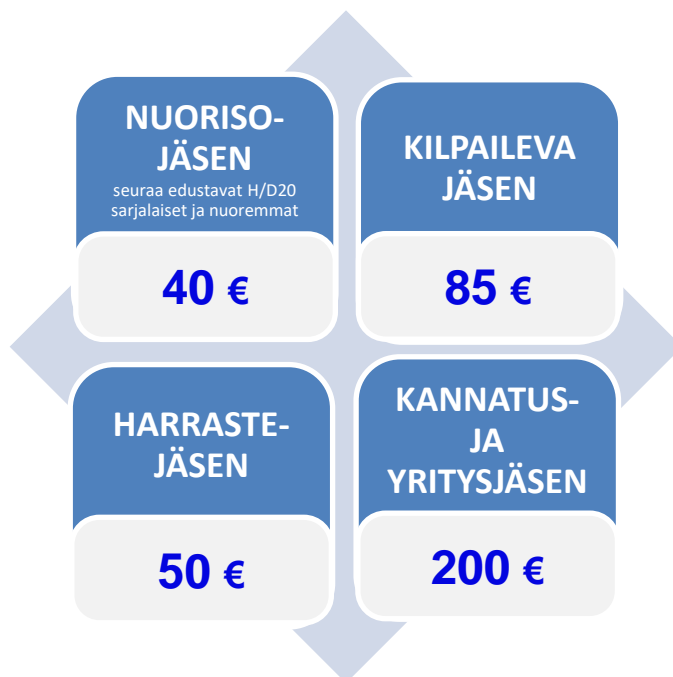 NUORISO-
JÄSEN
seuraa edustavat H/D20
sarjalaiset ja nuoremmat
40 €
KILPAILEVA
JÄSEN
85 €
HARRASTE-
JÄSEN
50 €
KANNATUS-
JA
YRITYSJÄSEN
200 €